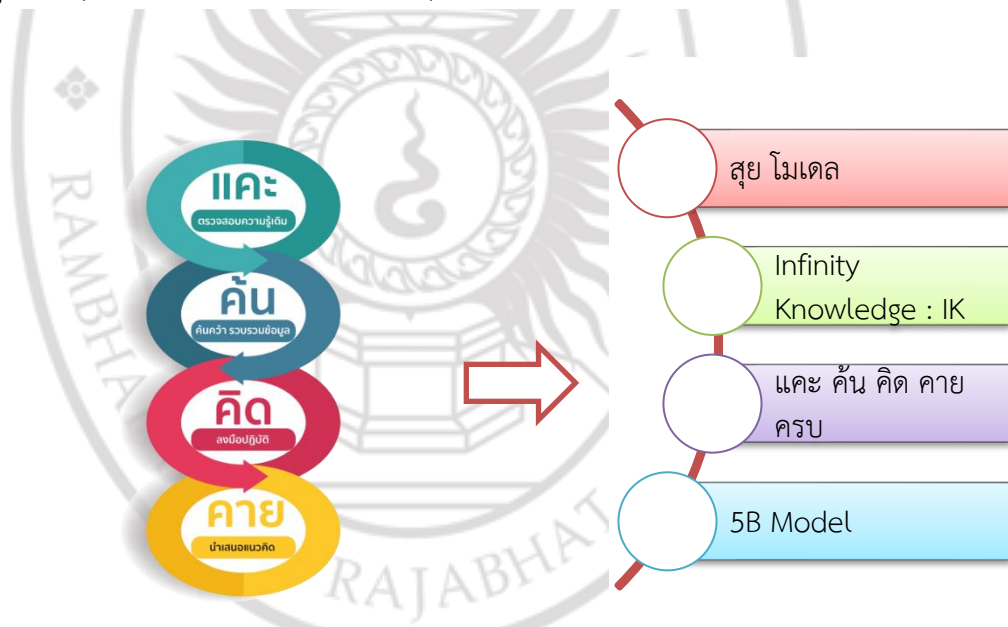 แคะ
ตรวจสอบความรู้เดิม
ค้น
ค้นคว้า รวบรวมข้อมูล
คิด
ลงมือปฏิบัติ
คาย
นำเสนอแนวคิด
สุย โมเดล
Infinity
Knowledge : IK
แคะ ค้น คิด คาย
ครบ
5B Model
RAMBHA
RAJABHAT